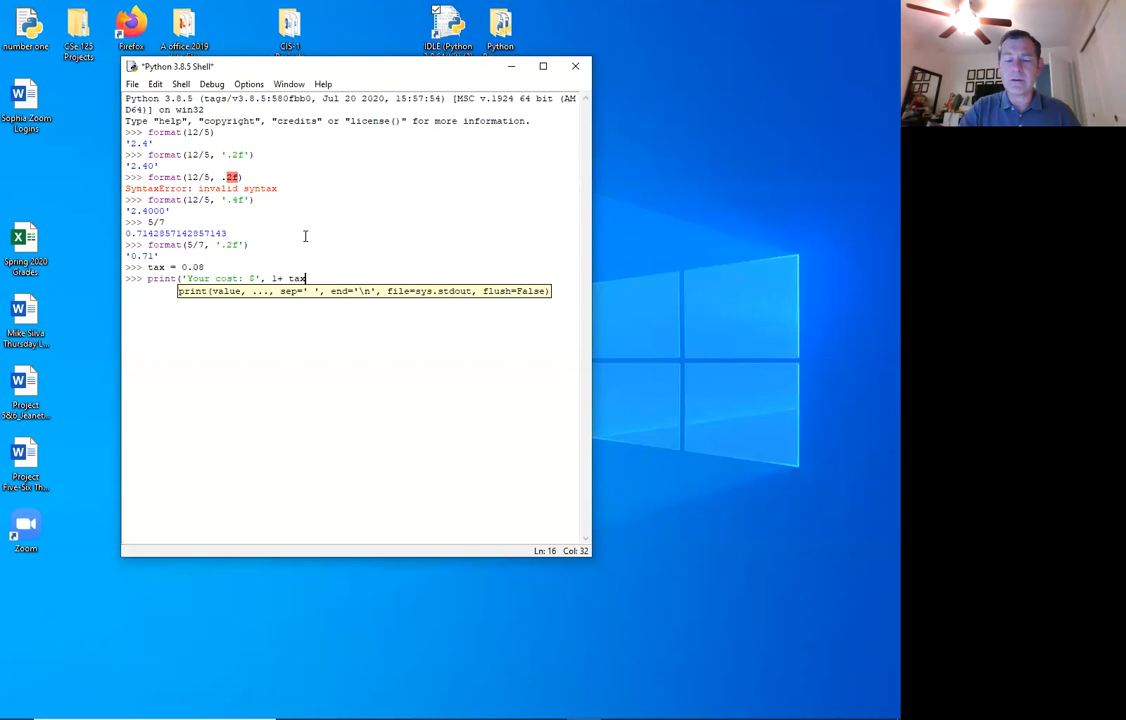 number.one
CSe 125
Projects
Firefox
A office 2019
CIS-1
IDLE (Python
Python
Sophia Zoom
Logins
Spring 2020
Grades
Mike Silva
Thursday L...
Project
5&6_Jeanet...
Project
Five-Six Th...
Zoom
*Python 3.8.5 Shell*
File Edit Shell Debug Options Window Help
Python 3.8.5 (tags/v3.8.5:580fbb0, Jul 20 2020, 15:57:54) [MSC v.1924 64 bit (AM
D64)] on win32
Type "help", "copyright", "credits" or "license()" for more information.
>>> format(12/5)
'2.4'
>>> format(12/5, '.2f')
'2.40'
>>> format(12/5, .2f)
SyntaxError: invalid syntax
>>> format(12/5, '.4f')
'2.4000'
>>> 5/7
0.7142857142857143
>>> format(5/7, '.2f')
'0.71'
>>> tax = 0.08
>>> print('Your cost: $', 1+ tax
print(value, ..., sep=' ', end='\n', file=sys.stdout, flush=False)
Ln: 16 Col: 32